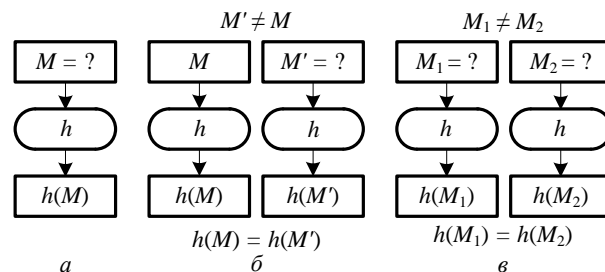 M′ ≠ M M₁ ≠ M₂
M = ? M M′ = ? M₁ = ? M₂ = ?
h h h h h
h(M) h(M) h(M′) h(M₁) h(M₂)
h(M) = h(M′) h(M₁) = h(M₂)
а б в